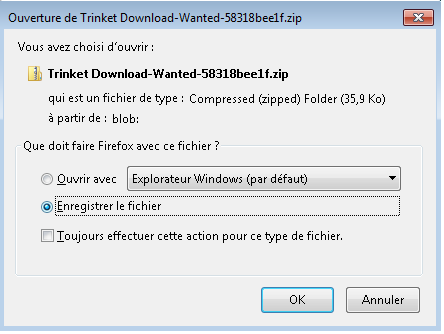 Ouverture de Trinket Download-Wanted-58318bee1f.zip
Vous avez choisi d'ouvrir :
Trinket Download-Wanted-58318bee1f.zip
qui est un fichier de type : Compressed (zipped) Folder (35,9 Ko)
à partir de : blob:
Que doit faire Firefox avec ce fichier ?
Ouvrir avec Explorateur Windows (par défaut)
Enregistrer le fichier
Toujours effectuer cette action pour ce type de fichier.
OK Annuler